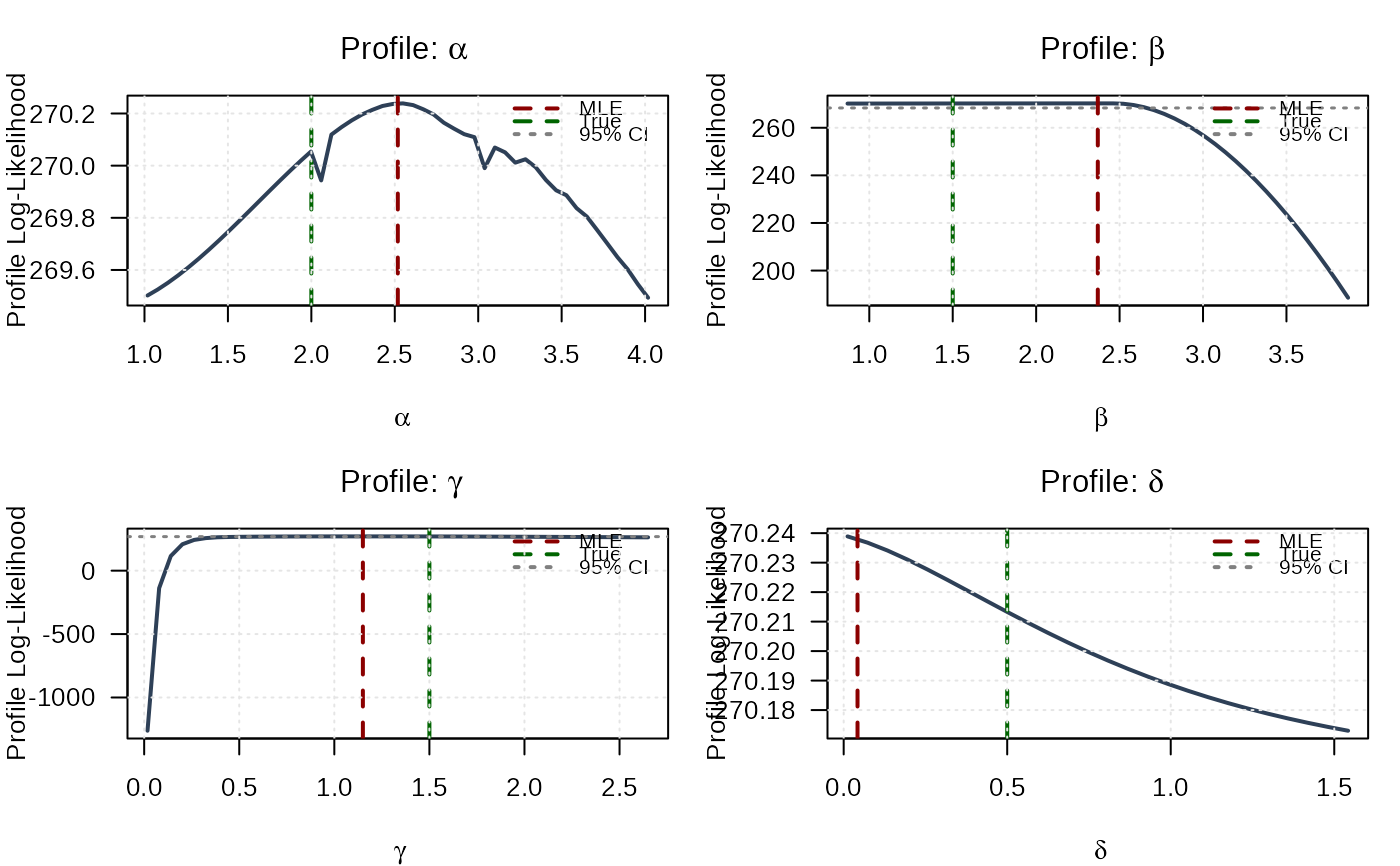 Profile: α
Profile Log-Likelihood
270.2
270.0
269.8
269.6
MLE
True
95% CI
1.0 1.5 2.0 2.5 3.0 3.5 4.0
α
Profile: β
Profile Log-Likelihood
260
240
220
200
MLE
True
95% CI
1.0 1.5 2.0 2.5 3.0 3.5
β
Profile: γ
Profile Log-Likelihood
0
-500
-1000
MLE
True
95% CI
0.0 0.5 1.0 1.5 2.0 2.5
γ
Profile: δ
Profile Log-Likelihood
270.24
270.23
270.22
270.21
270.20
270.19
270.18
MLE
True
95% CI
0.0 0.5 1.0 1.5
δ